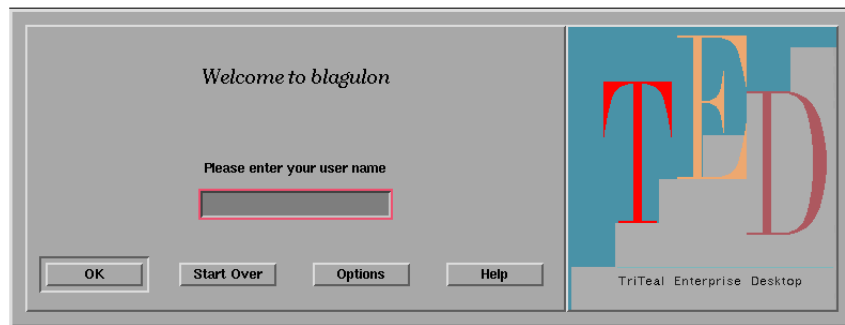 Welcome to blagulon
Please enter your user name
OK Start Over Options Help
TED
TriTeal Enterprise Desktop